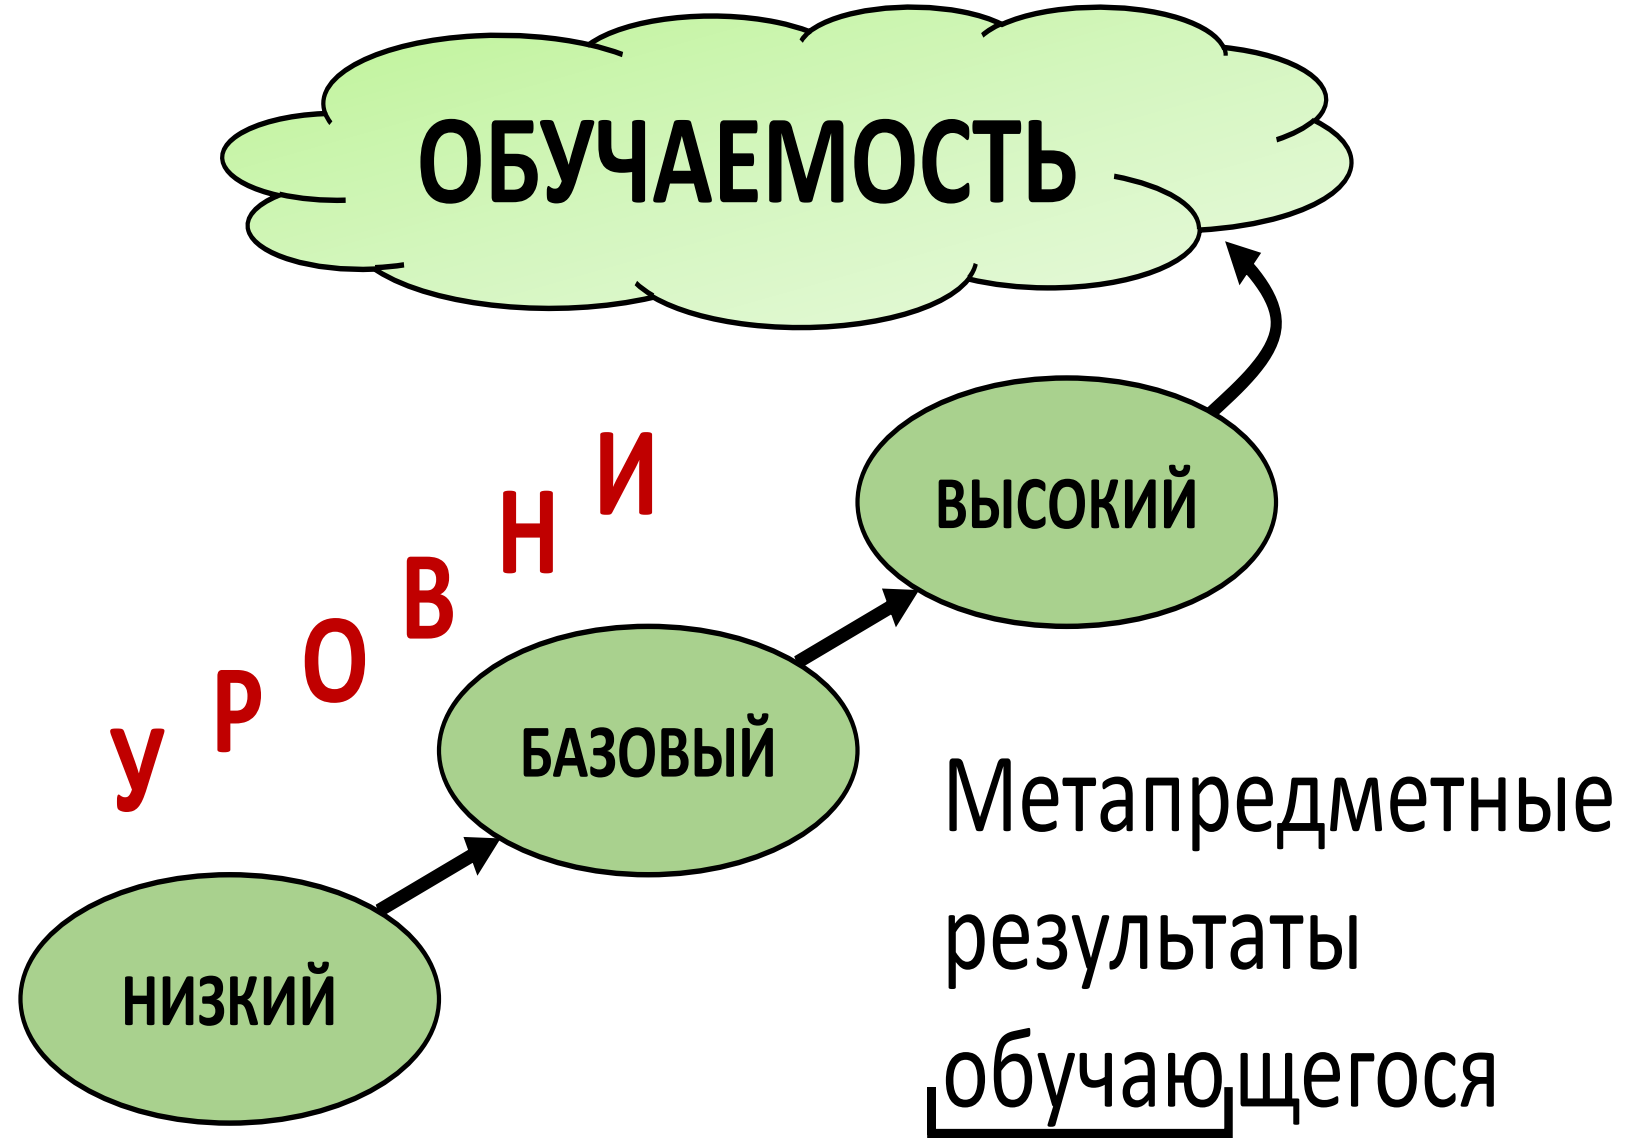 ОБУЧАЕМОСТЬ
УРОВНИ
ВЫСОКИЙ
БАЗОВЫЙ
НИЗКИЙ
Метапредметные
результаты
обучающегося